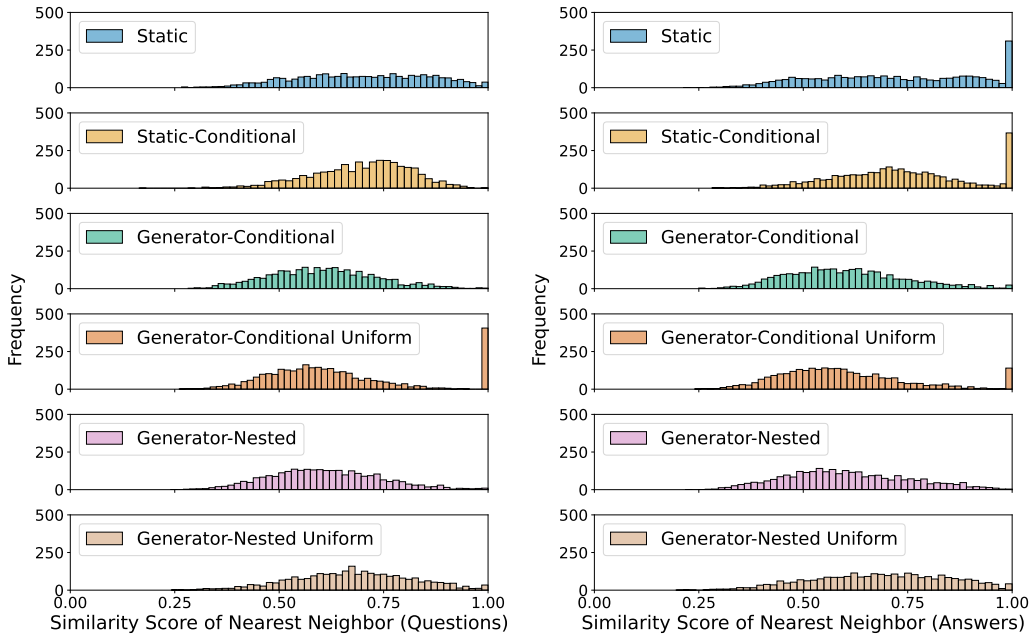 500
250
0
Static
500
250
0
Static-Conditional
500
250
0
Generator-Conditional
500
250
0
Generator-Conditional Uniform
500
250
0
Generator-Nested
500
250
0
Generator-Nested Uniform
0.00 0.25 0.50 0.75 1.00
Similarity Score of Nearest Neighbor (Questions)
Frequency
500
250
0
Static
500
250
0
Static-Conditional
500
250
0
Generator-Conditional
500
250
0
Generator-Conditional Uniform
500
250
0
Generator-Nested
500
250
0
Generator-Nested Uniform
0.00 0.25 0.50 0.75 1.00
Similarity Score of Nearest Neighbor (Answers)
Frequency